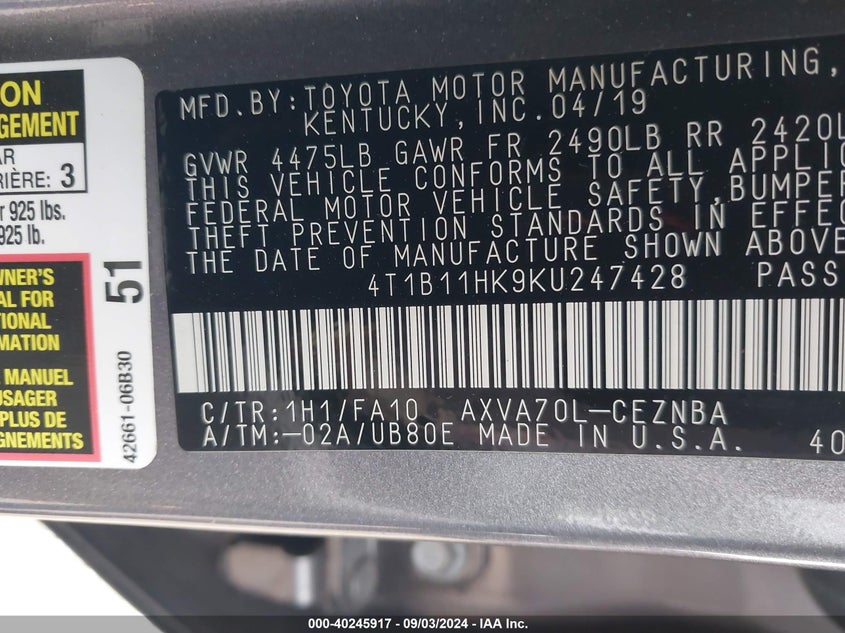 ON
AGEMENT
AR
RIÈRE: 3
r 925 lbs.
925 lb.
WNER'S
AL FOR
TIONAL
MATION
MANUEL
USAGER
PLUS DE
GNEMENTS
51
42661-06B30
MFD.BY:TOYOTA MOTOR MANUFACTURING,
KENTUCKY,INC.04/19
GVWR 4475LB GAWR FR 2490LB RR 2420L
THIS VEHICLE CONFORMS TO ALL APPLIC
FEDERAL MOTOR VEHICLE SAFETY,BUMPER
THEFT PREVENTION STANDARDS IN EFFEC
THE DATE OF MANUFACTURE SHOWN ABOVE
4T1B11HK9KU247428 PASS
C/TR:1H1/FA10 AXVA70L-CEZNBA
A/TM:-02A/UB80E MADE IN U.S.A. 40
000-40245917 - 09/03/2024 - IAA Inc.